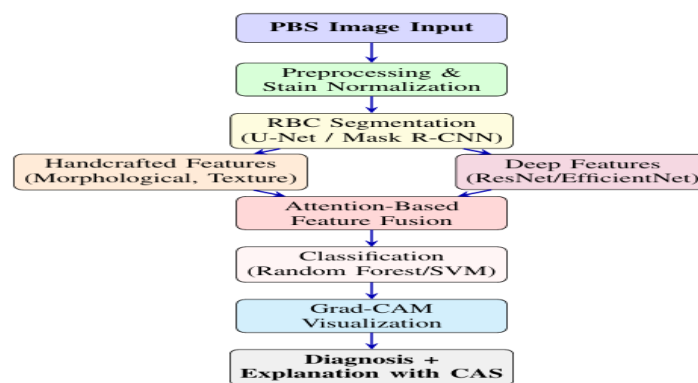 PBS Image Input
Preprocessing &
Stain Normalization
RBC Segmentation
(U-Net / Mask R-CNN)
Handcrafted Features
(Morphological, Texture)
Deep Features
(ResNet/EfficientNet)
Attention-Based
Feature Fusion
Classification
(Random Forest/SVM)
Grad-CAM
Visualization
Diagnosis +
Explanation with CAS